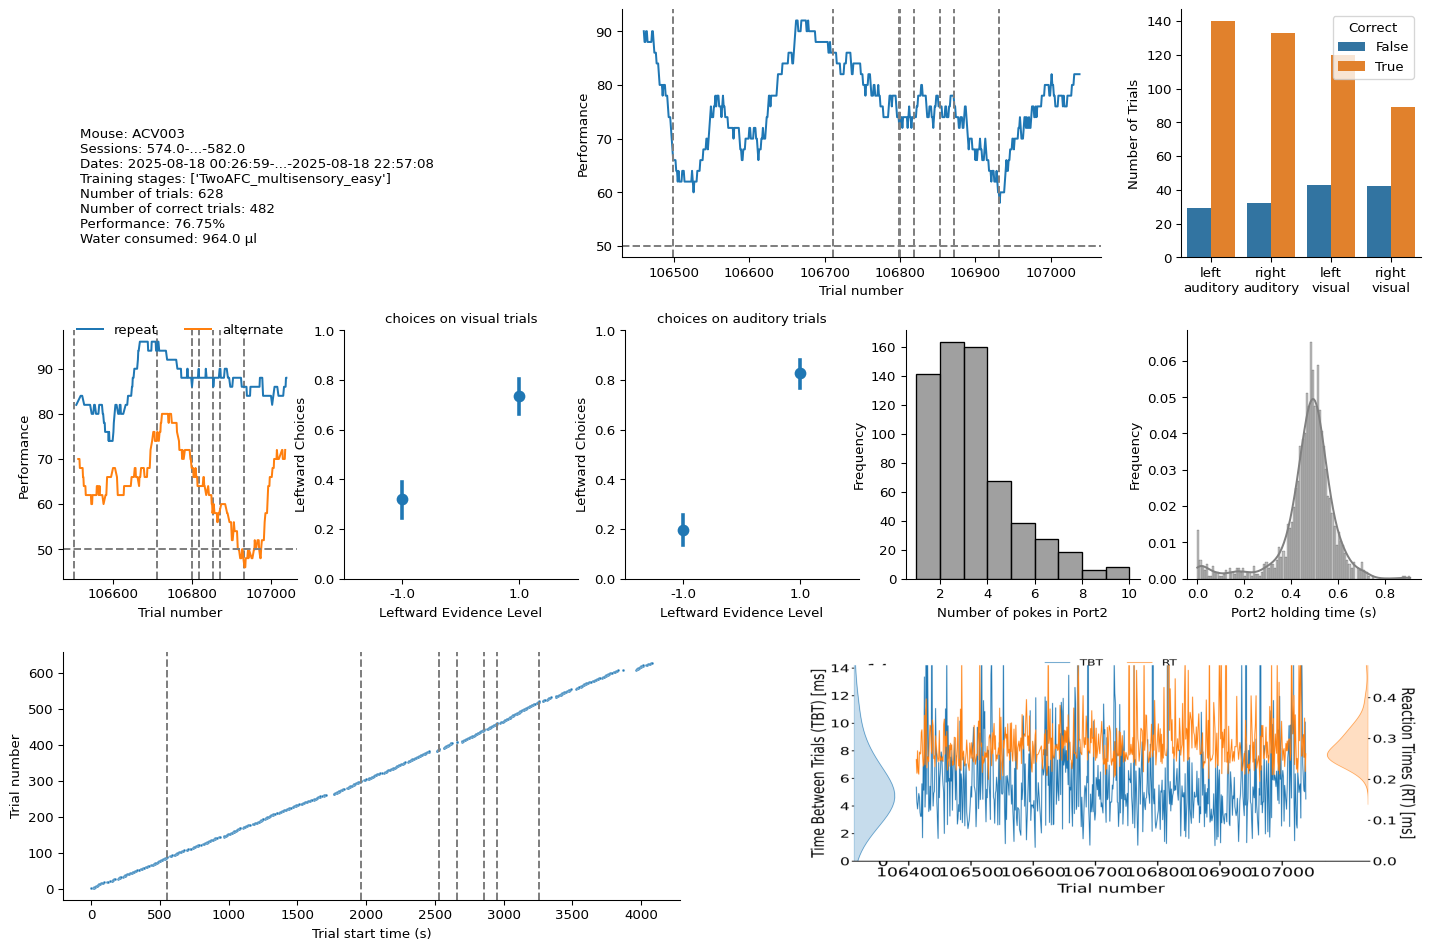 Mouse: ACV003
Sessions: 574.0-...-582.0
Dates: 2025-08-18 00:26:59-...-2025-08-18 22:57:08
Training stages: ['TwoAFC_multisensory_easy']
Number of trials: 628
Number of correct trials: 482
Performance: 76.75%
Water consumed: 964.0 µl
Performance
90
80
70
60
50
106500 106600 106700 106800 106900 107000
Trial number
Number of Trials
140
120
100
80
60
40
20
0
Correct
False
True
left auditory
right auditory
left visual
right visual
repeat alternate
Performance
90
80
70
60
50
106600 106800 107000
Trial number
choices on visual trials
Leftward Choices
1.0
0.8
0.6
0.4
0.2
0.0
-1.0 1.0
Leftward Evidence Level
choices on auditory trials
Leftward Choices
1.0
0.8
0.6
0.4
0.2
0.0
-1.0 1.0
Leftward Evidence Level
Frequency
160
140
120
100
80
60
40
20
0
2 4 6 8 10
Number of pokes in Port2
Frequency
0.06
0.05
0.04
0.03
0.02
0.01
0.00
0.0 0.2 0.4 0.6 0.8
Port2 holding time (s)
Trial number
600
500
400
300
200
100
0
0 500 1000 1500 2000 2500 3000 3500 4000
Trial start time (s)
TBT RT
Time Between Trials (TBT) [ms]
14
12
10
8
6
4
2
0
106400 106500 106600 106700 106800 106900 107000
Trial number
0.4
0.3
0.2
0.1
0.0
Reaction Times (RT) [ms]